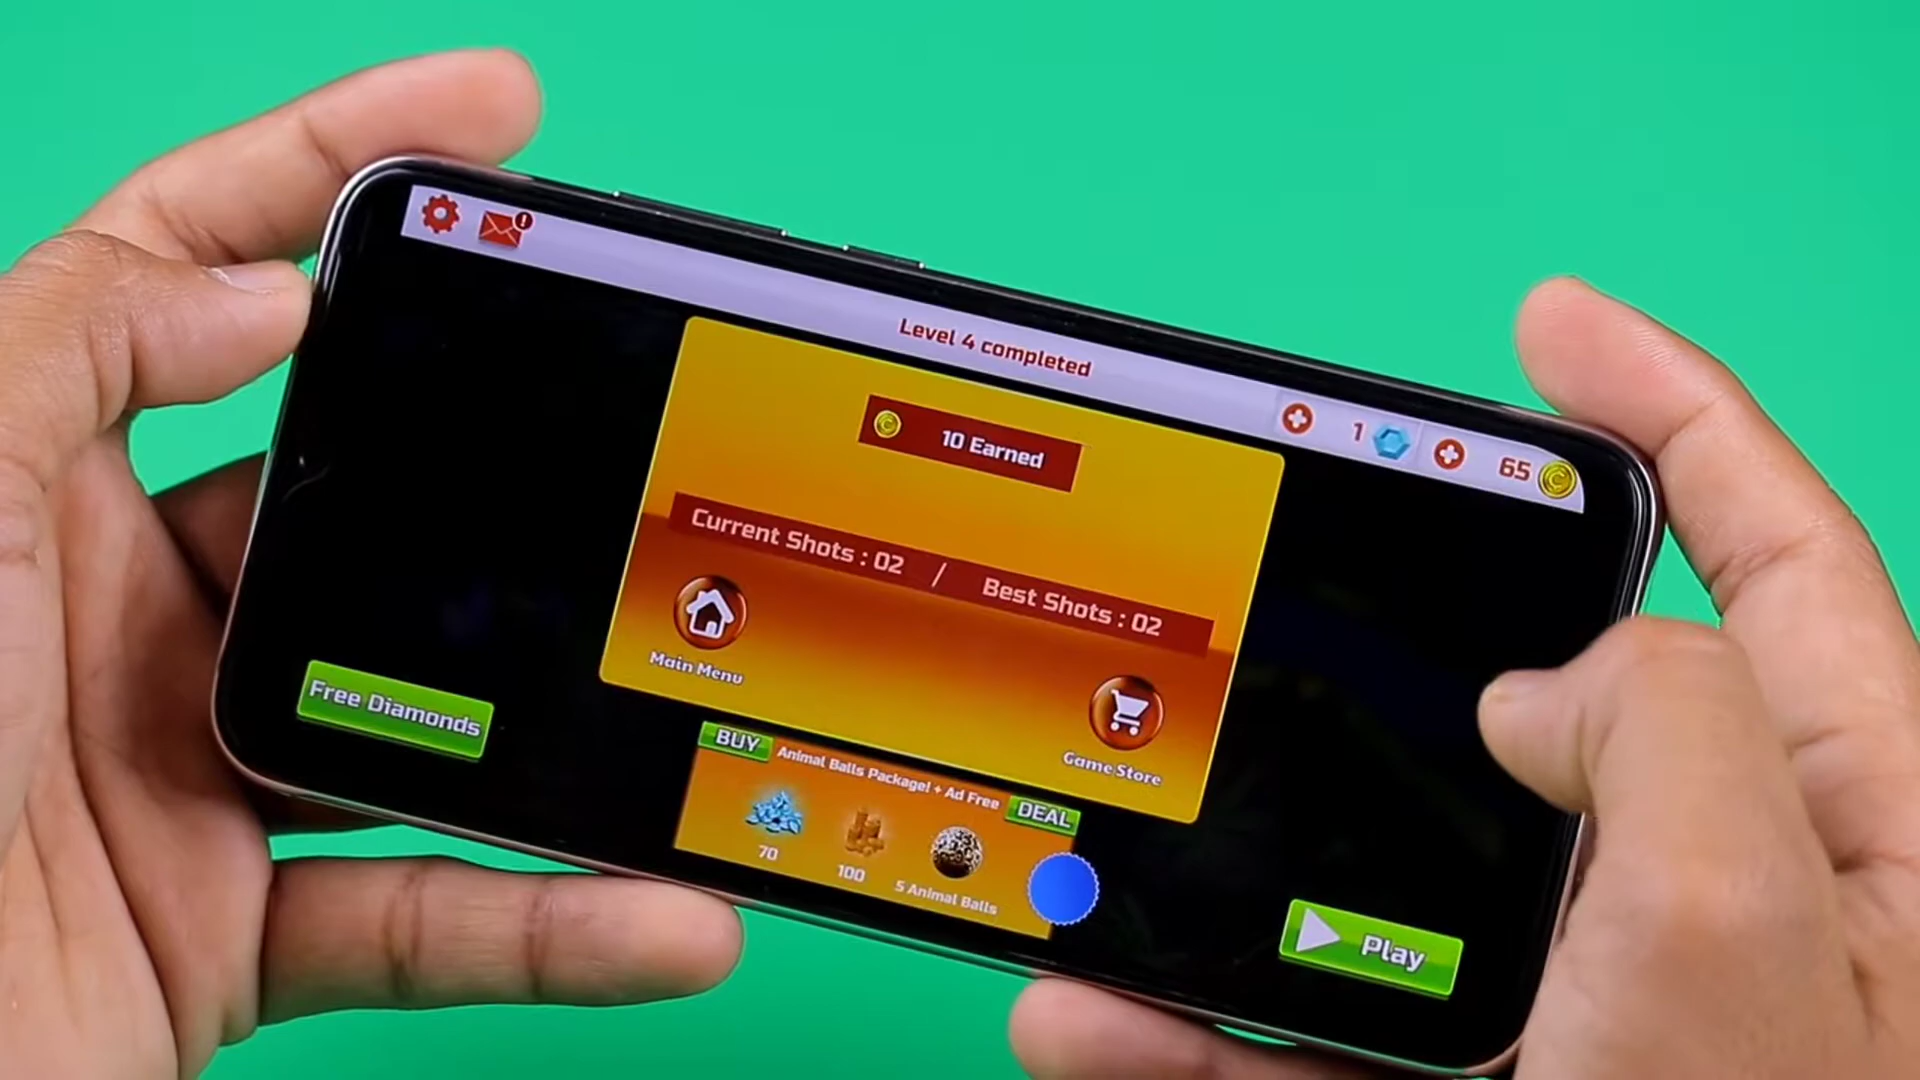 !
Level 4 completed
1
65
10 Earned
Current Shots : 02 / Best Shots : 02
Main Menu
Game Store
Free Diamonds
BUY Animal Balls Package! + Ad Free DEAL
70
100
5 Animal Balls
Play